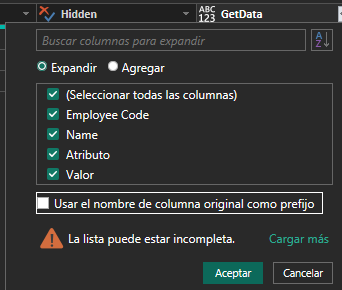 Hidden
ABC 123 GetData
Buscar columnas para expandir
A Z
Expandir Agregar
(Seleccionar todas las columnas)
Employee Code
Name
Atributo
Valor
Usar el nombre de columna original como prefijo
La lista puede estar incompleta. Cargar más
Aceptar Cancelar